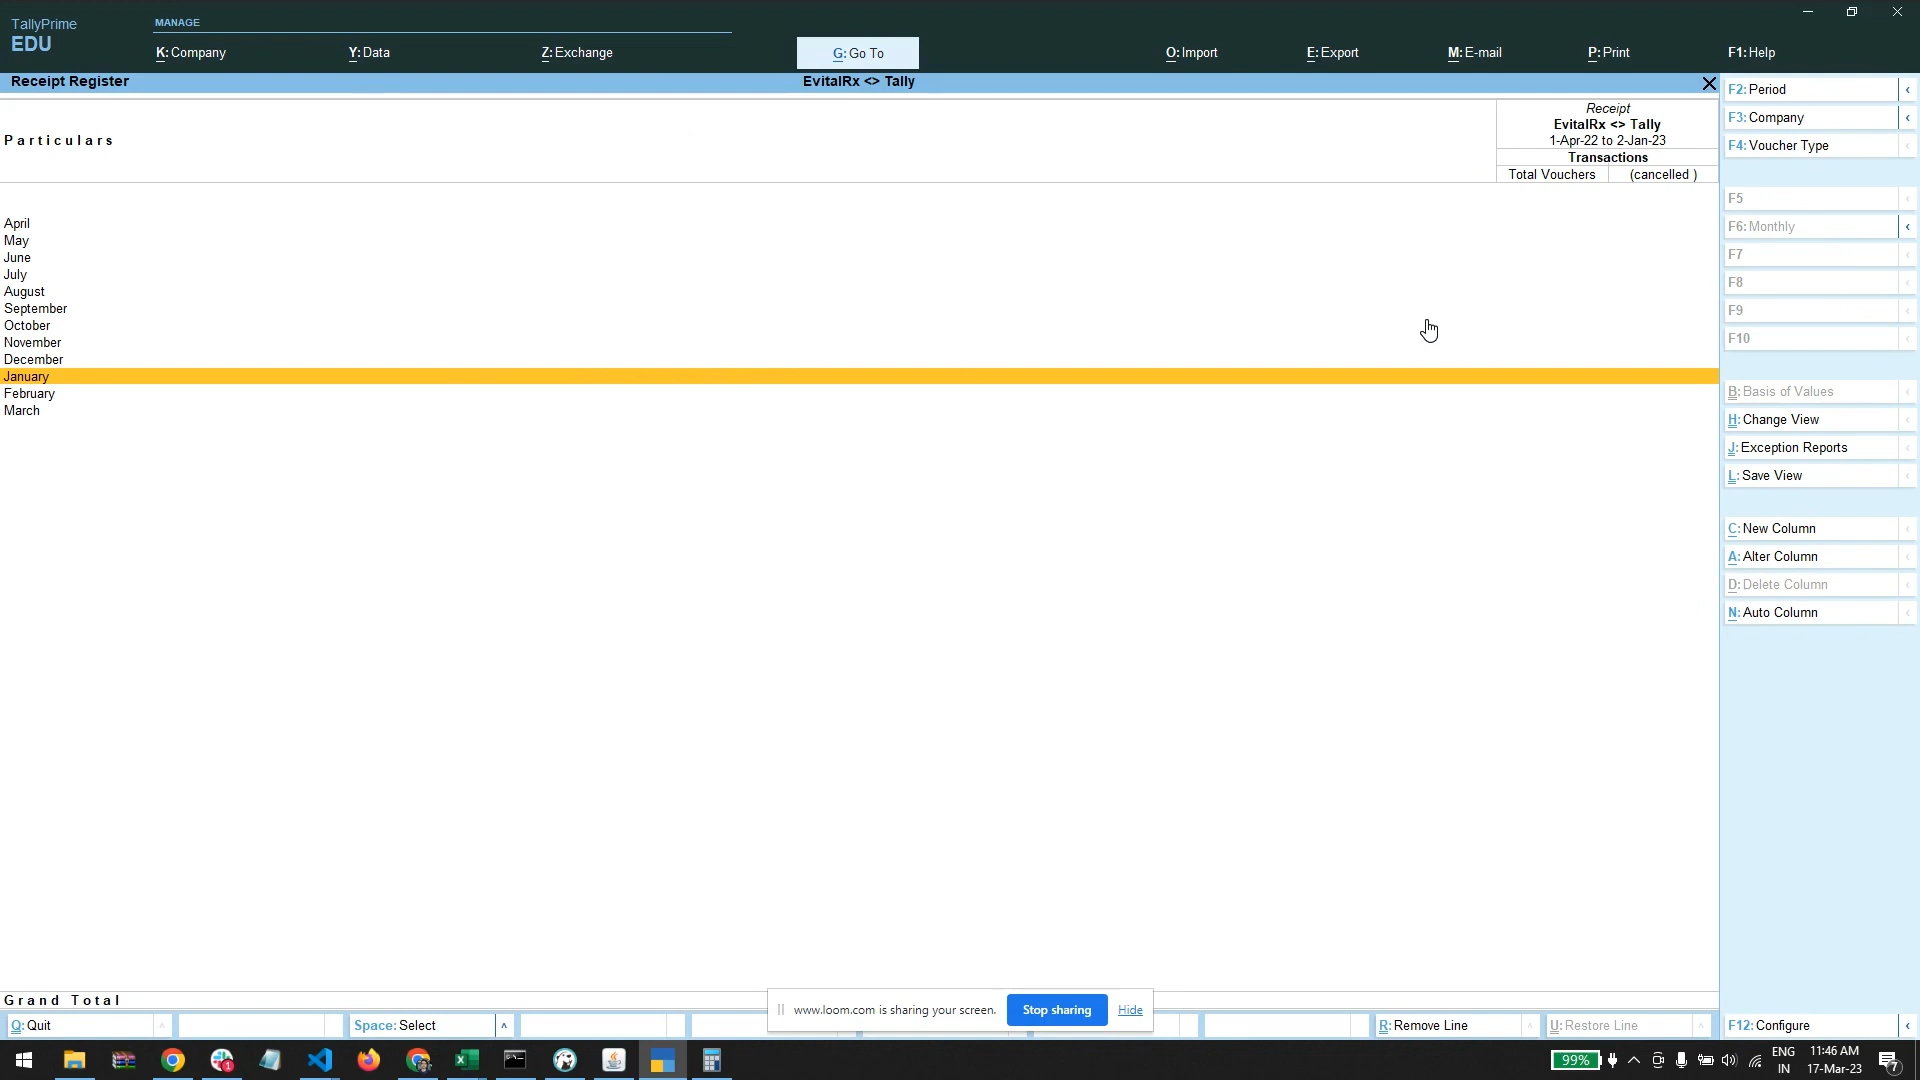 TallyPrime
EDU
MANAGE
K: Company
Y: Data
Z: Exchange
G: Go To
O: Import
E: Export
M: E-mail
P: Print
F1: Help
Receipt Register
EvitalRx <> Tally
Particulars
Receipt
EvitalRx <> Tally
1-Apr-22 to 2-Jan-23
Transactions
Total Vouchers
(cancelled )
April
May
June
July
August
September
October
November
December
January
February
March
Grand Total
F2: Period
F3: Company
F4: Voucher Type
F5
F6: Monthly
F7
F8
F9
F10
B: Basis of Values
H: Change View
J: Exception Reports
L: Save View
C: New Column
A: Alter Column
D: Delete Column
N: Auto Column
Q: Quit
Space: Select
www.loom.com is sharing your screen.
Stop sharing
Hide
R: Remove Line
U: Restore Line
F12: Configure
1
99%
ENG
IN
11:46 AM
17-Mar-23
7